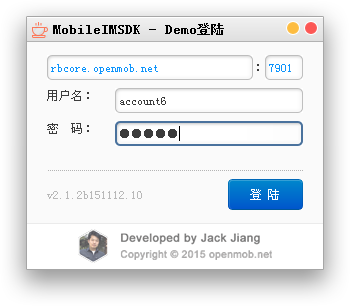 MobileIMSDK - Demo登陆
rbcore.openmob.net : 7901
用户名： account6
密 码： ●●●●●
v2.1.2b151112.10 登 陆
Developed by Jack Jiang
Copyright © 2015 openmob.net